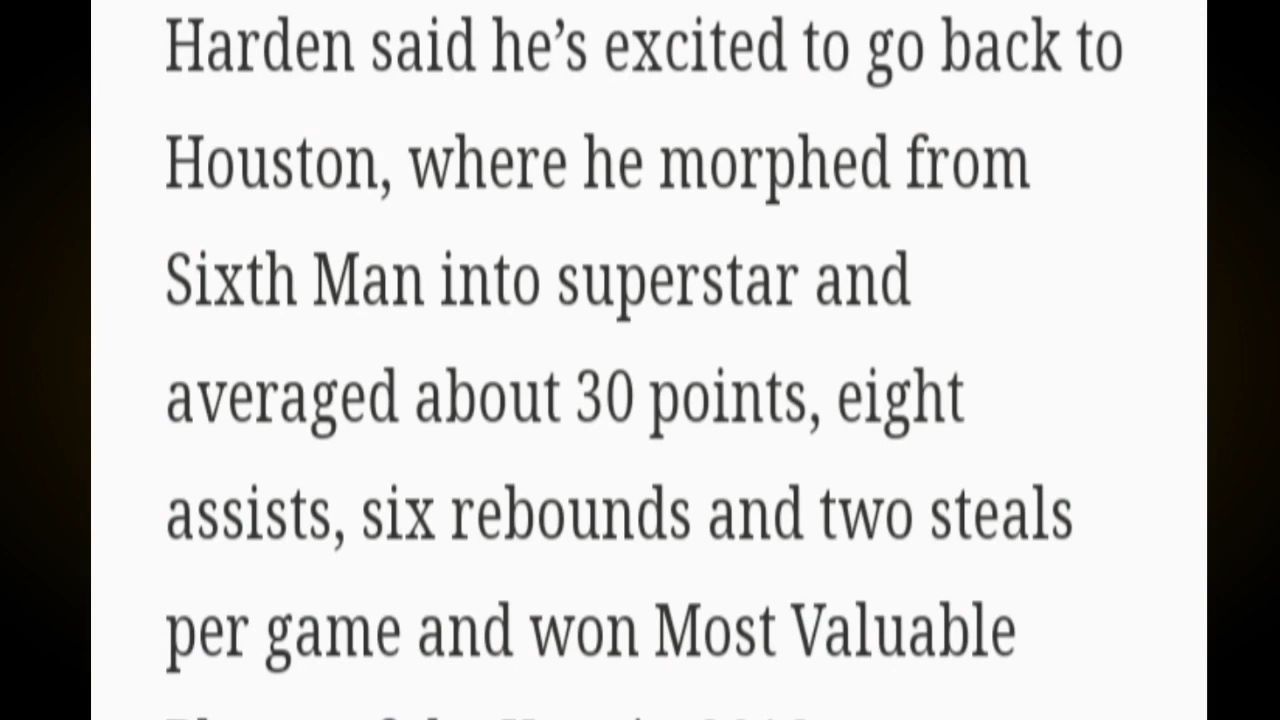 Harden said he’s excited to go back to
Houston, where he morphed from
Sixth Man into superstar and
averaged about 30 points, eight
assists, six rebounds and two steals
per game and won Most Valuable